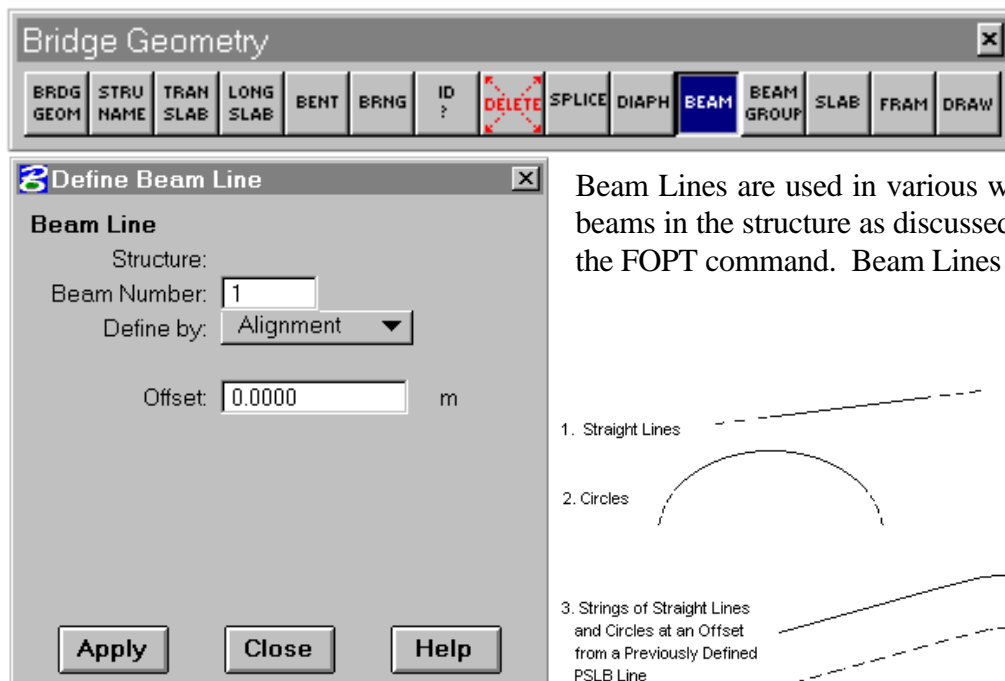 Bridge Geometry
BRDG GEOM STRU NAME TRAN SLAB LONG SLAB BENT BRNG ID ? DELETE SPLICE DIAPH BEAM BEAM GROUP SLAB FRAM DRAW
Define Beam Line
Beam Line
Structure:
Beam Number: 1
Define by: Alignment
Offset: 0.0000 m
Apply Close Help
Beam Lines are used in various
beams in the structure as discussed
the FOPT command. Beam Lines
1. Straight Lines
2. Circles
3. Strings of Straight Lines
and Circles at an Offset
from a Previously Defined
PSLB Line